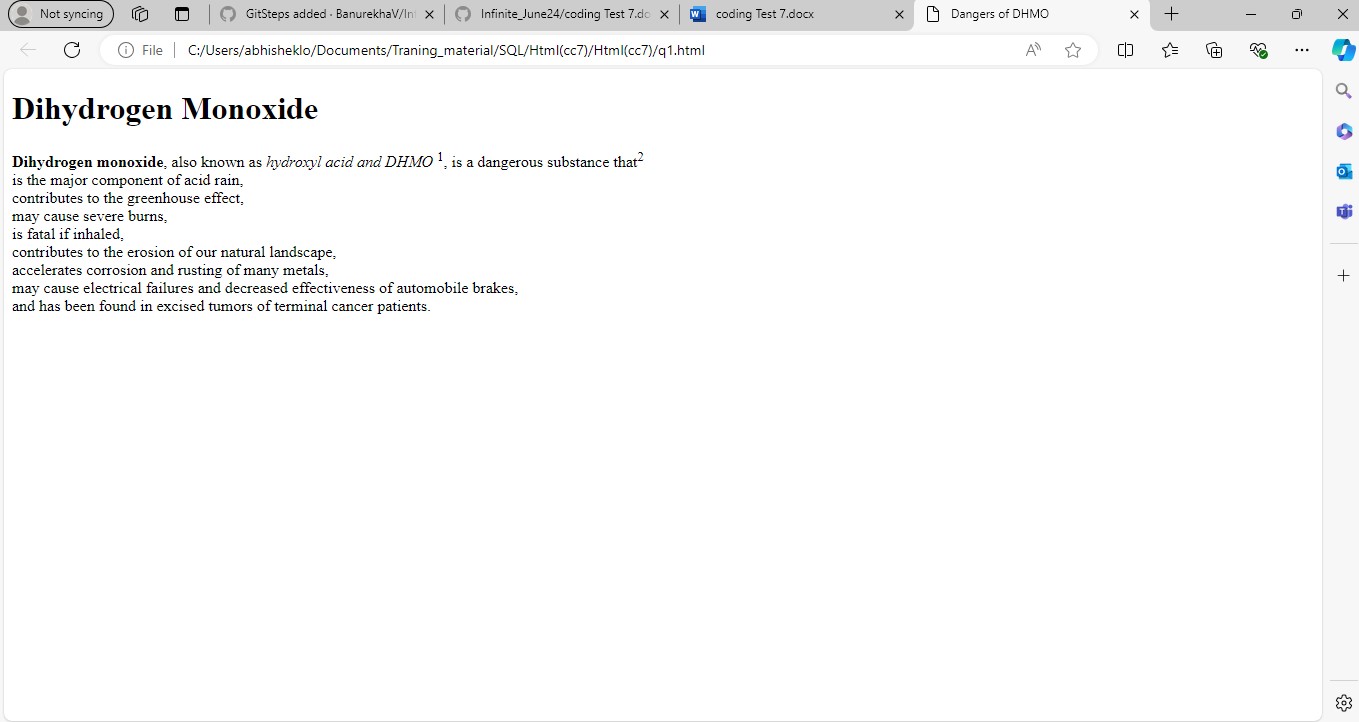 Not syncing
GitSteps added · BanurekhaV/In
Infinite_June24/coding Test 7.do
coding Test 7.docx
Dangers of DHMO
File
C:/Users/abhisheklo/Documents/Traning_material/SQL/Html(cc7)/Html(cc7)/q1.html
Dihydrogen Monoxide
Dihydrogen monoxide, also known as hydroxyl acid and DHMO 1, is a dangerous substance that2
is the major component of acid rain,
contributes to the greenhouse effect,
may cause severe burns,
is fatal if inhaled,
contributes to the erosion of our natural landscape,
accelerates corrosion and rusting of many metals,
may cause electrical failures and decreased effectiveness of automobile brakes,
and has been found in excised tumors of terminal cancer patients.